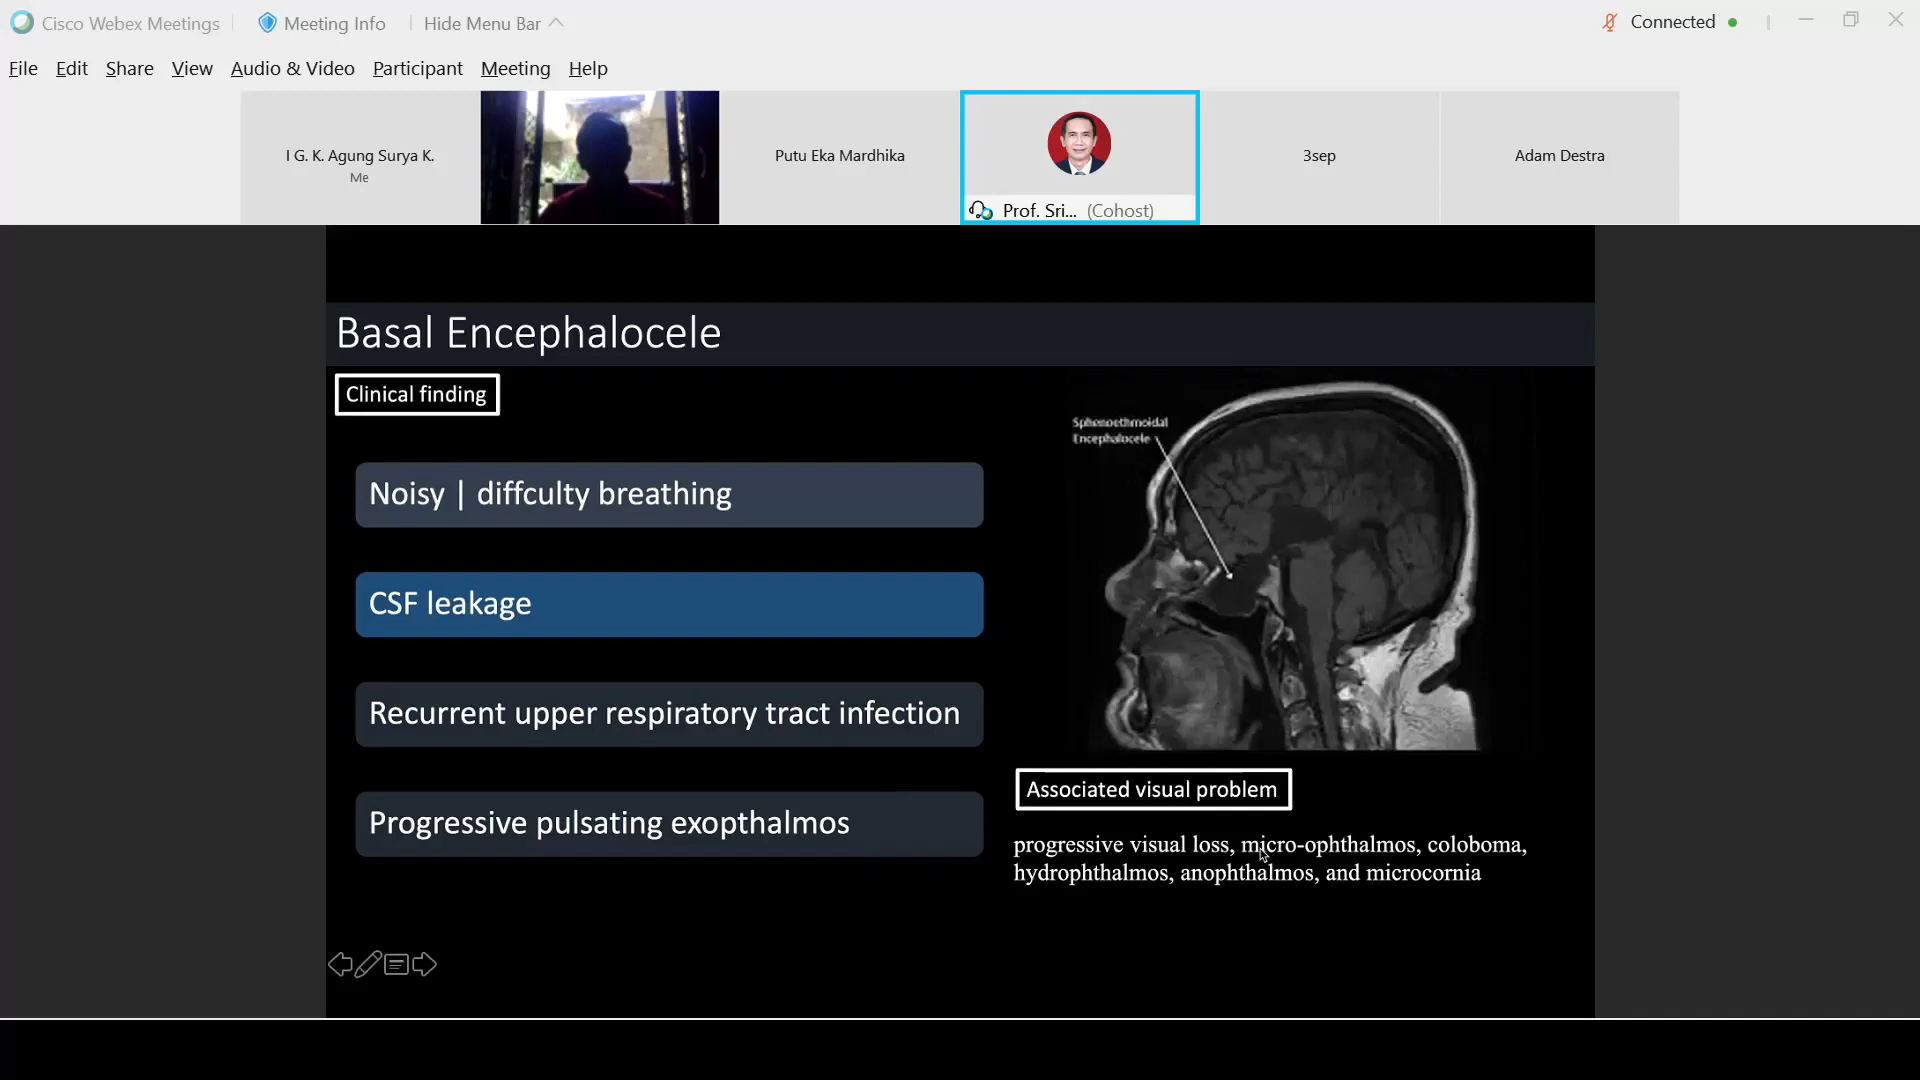 Cisco Webex Meetings
Meeting Info
Hide Menu Bar
Connected
File Edit Share View Audio & Video Participant Meeting Help
I G. K. Agung Surya K.
Me
Putu Eka Mardhika
Prof. Sri... (Cohost)
3sep
Adam Destra
Basal Encephalocele
Clinical finding
Noisy | diffculty breathing
CSF leakage
Recurrent upper respiratory tract infection
Progressive pulsating exopthalmos
Sphenoethmoidal
Encephalocele
Associated visual problem
progressive visual loss, micro-ophthalmos, coloboma,
hydrophthalmos, anophthalmos, and microcornia